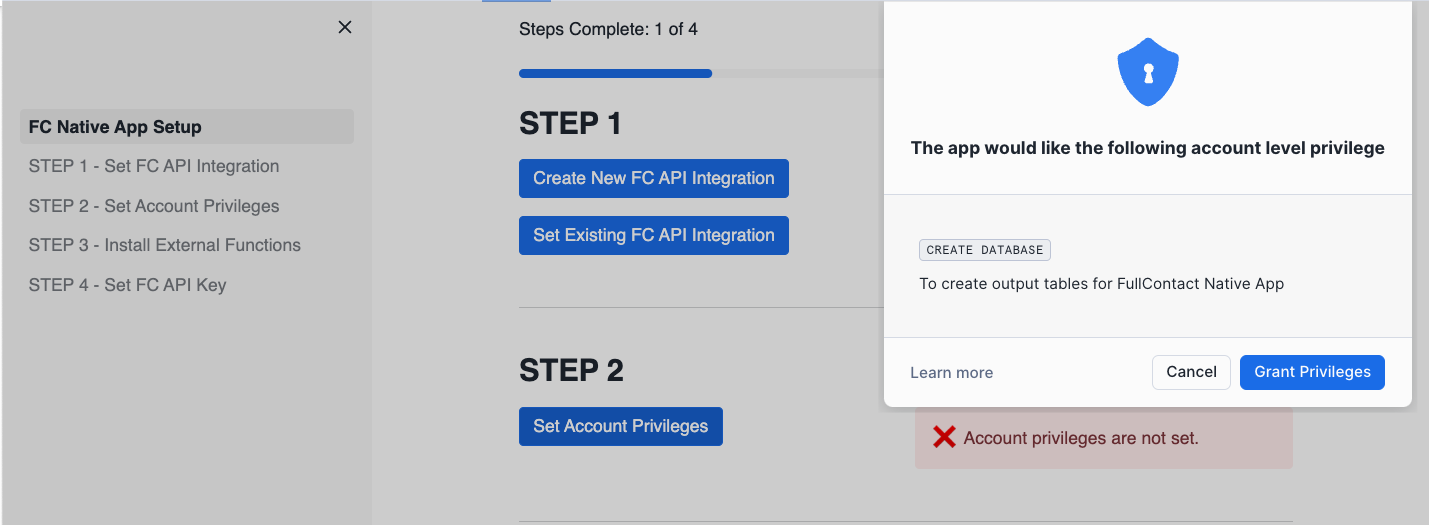 FC Native App Setup
STEP 1 - Set FC API Integration
STEP 2 - Set Account Privileges
STEP 3 - Install External Functions
STEP 4 - Set FC API Key
Steps Complete: 1 of 4
STEP 1
Create New FC API Integration
Set Existing FC API Integration
STEP 2
Set Account Privileges
Account privileges are not set.
The app would like the following account level privilege
CREATE DATABASE
To create output tables for FullContact Native App
Learn more
Cancel
Grant Privileges